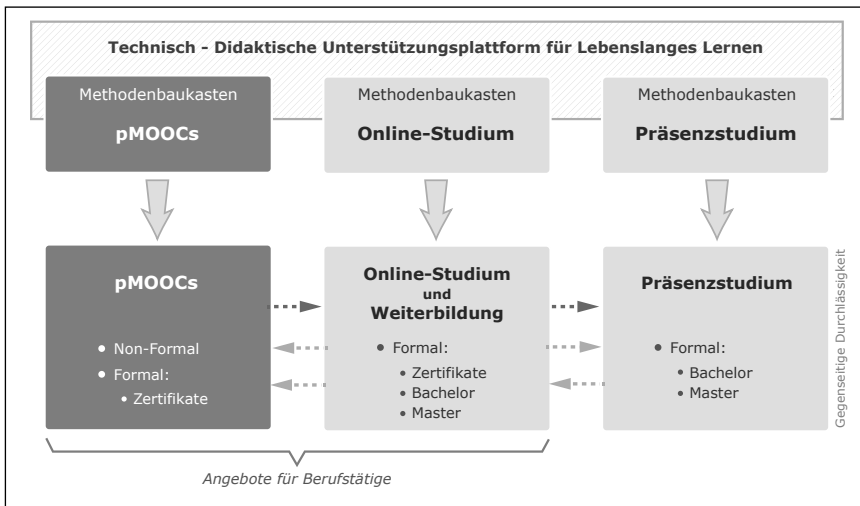 Technisch - Didaktische Unterstützungsplattform für Lebenslanges Lernen
Methodenbaukasten
pMOOCs
Methodenbaukasten
Online-Studium
Methodenbaukasten
Präsenzstudium
pMOOCs
• Non-Formal
• Formal:
• Zertifikate
Online-Studium
und
Weiterbildung
• Formal:
• Zertifikate
• Bachelor
• Master
Präsenzstudium
• Formal:
• Bachelor
• Master
Gegenseitige Durchlässigkeit
Angebote für Berufstätige